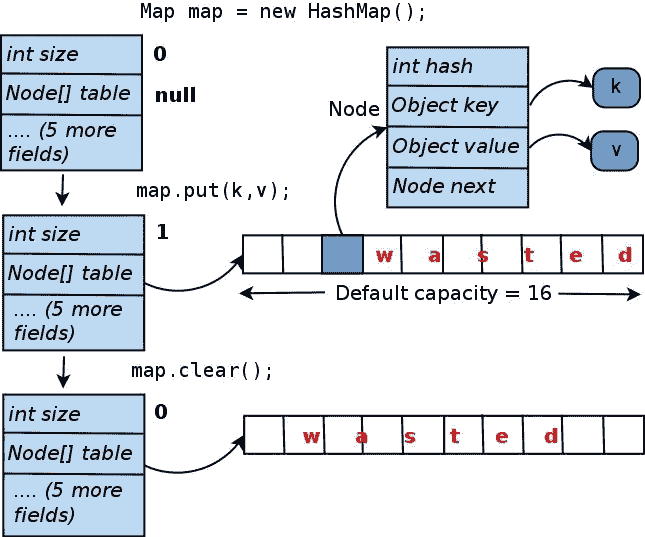 Map map = new HashMap();
int size
0
Node[] table
null
.... (5 more
fields)
int hash
Object key
Object value
Node next
Node
k
v
map.put(k,v);
int size
1
Node[] table
.... (5 more
fields)
w a s t e d
Default capacity = 16
map.clear();
int size
0
Node[] table
.... (5 more
fields)
w a s t e d